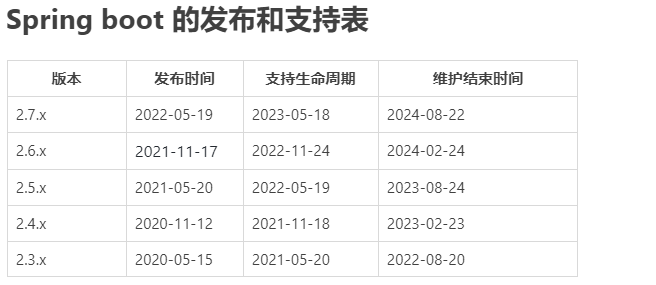 Spring boot 的发布和支持表
版本 发布时间 支持生命周期 维护结束时间
2.7.x 2022-05-19 2023-05-18 2024-08-22
2.6.x 2021-11-17 2022-11-24 2024-02-24
2.5.x 2021-05-20 2022-05-19 2023-08-24
2.4.x 2020-11-12 2021-11-18 2023-02-23
2.3.x 2020-05-15 2021-05-20 2022-08-20